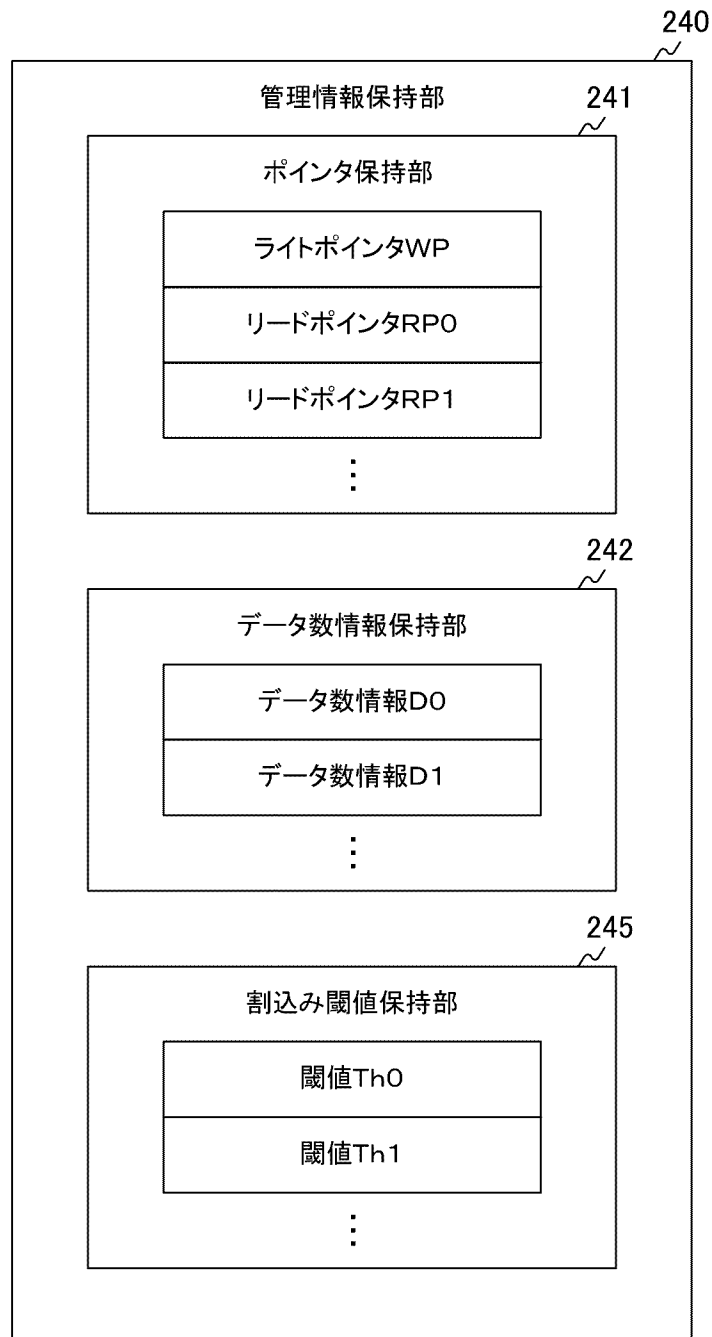 240
管理情報保持部
241
ポインタ保持部
ライトポインタWP
リードポインタRP0
リードポインタRP1
⋮
242
データ数情報保持部
データ数情報D0
データ数情報D1
⋮
245
割込み閾値保持部
閾値Th0
閾値Th1
⋮